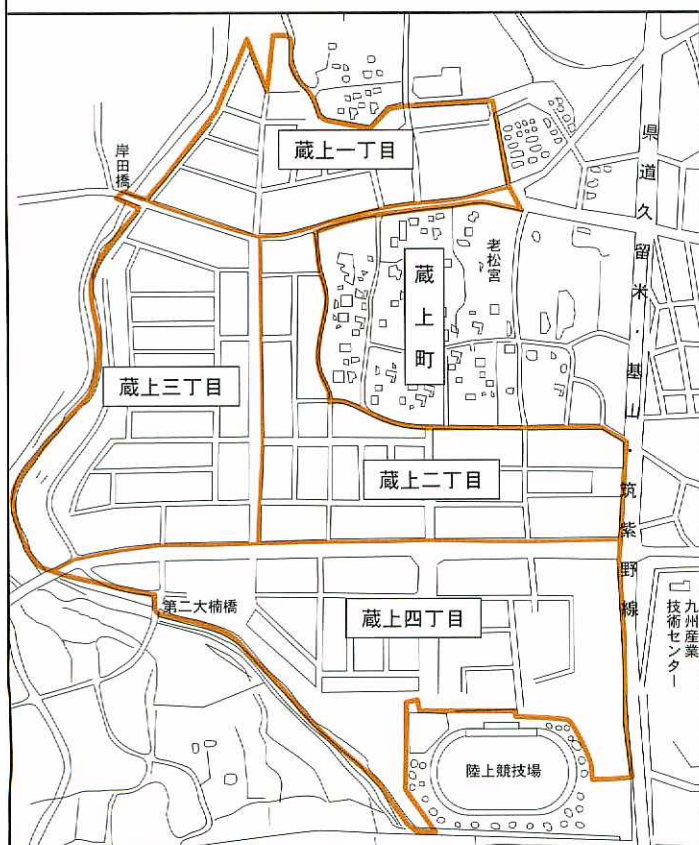 蔵上一丁目
岸田橋
県道久留米・基山・筑紫野線
老松宮
蔵上町
蔵上三丁目
蔵上二丁目
第二大楠橋
蔵上四丁目
九州産業
技術センター
陸上競技場